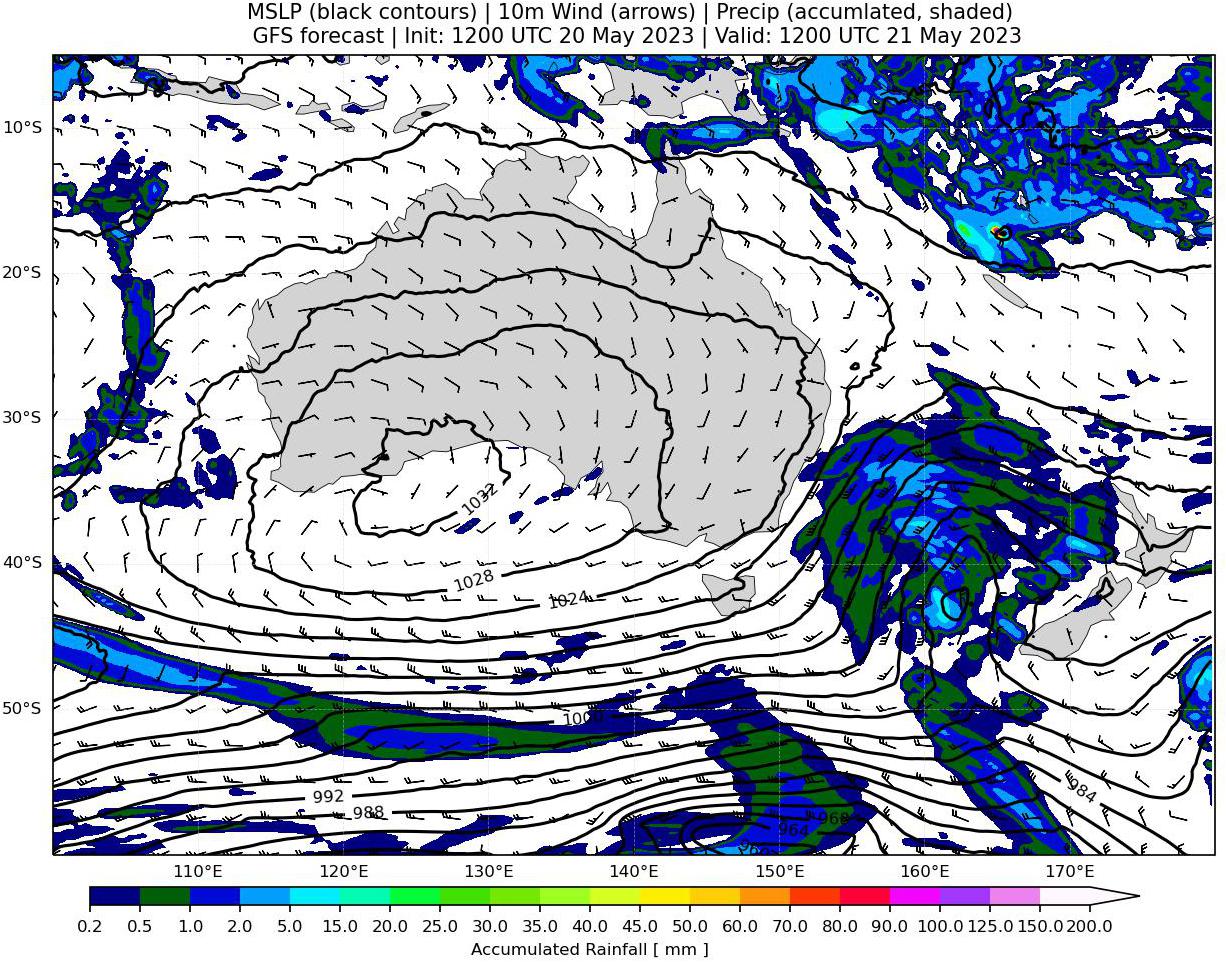 MSLP (black contours) | 10m Wind (arrows) | Precip (accumlated, shaded)
GFS forecast | Init: 1200 UTC 20 May 2023 | Valid: 1200 UTC 21 May 2023
10°S
20°S
30°S
1032
40°S
1028
1024
50°S
1000
984
992
988
968
964
960
110°E 120°E 130°E 140°E 150°E 160°E 170°E
0.2 0.5 1.0 2.0 5.0 10.0 15.0 20.0 25.0 30.0 35.0 40.0 45.0 50.0 60.0 70.0 80.0 90.0 100.0 125.0 150.0 200.0
Accumulated Rainfall [ mm ]